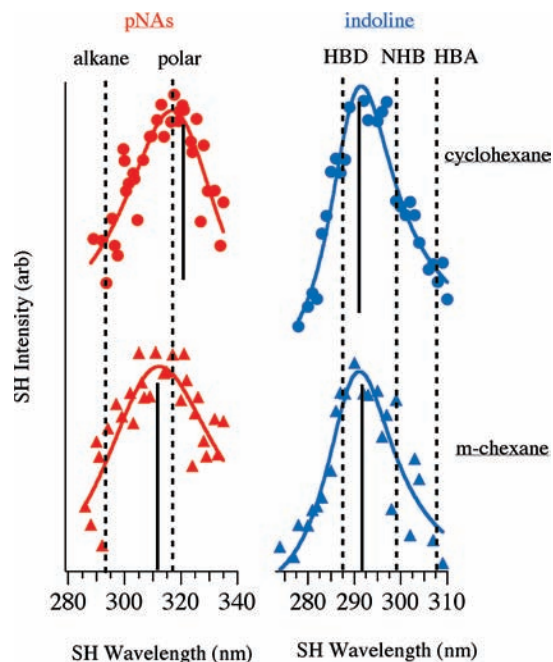 pNAs
indoline
alkane
polar
HBD
NHB
HBA
cyclohexane
m-chexane
SH Intensity (arb)
280 300 320 340
280 290 300 310
SH Wavelength (nm)
SH Wavelength (nm)